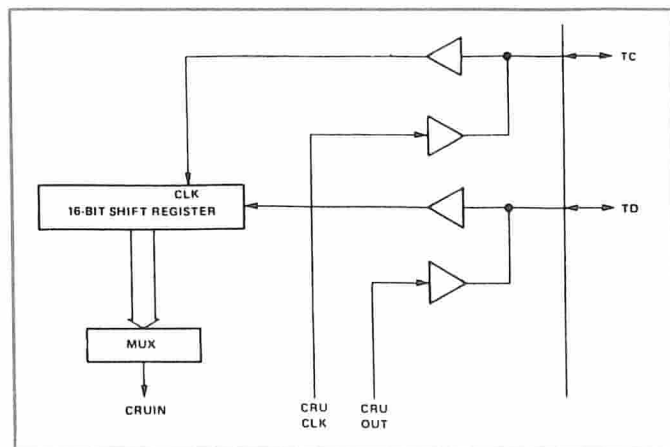 TC
CLK
16-BIT SHIFT REGISTER
TD
MUX
CRUIN
CRU
CLK
CRU
OUT